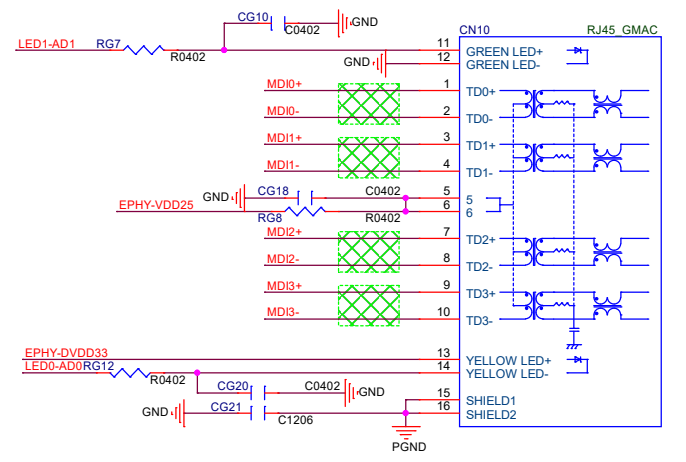 CG10
C0402
GND
CN10
RJ45_GMAC
LED1-AD1
RG7
R0402
11
GREEN LED+
GND
12
GREEN LED-
MDI0+
1
TD0+
MDI0-
2
TD0-
MDI1+
3
TD1+
MDI1-
4
TD1-
GND
CG18
C0402
5
5
EPHY-VDD25
RG8
R0402
6
6
MDI2+
7
TD2+
MDI2-
8
TD2-
MDI3+
9
TD3+
MDI3-
10
TD3-
EPHY-DVDD33
13
YELLOW LED+
LED0-AD0
RG12
R0402
14
YELLOW LED-
CG20
C0402
GND
15
SHIELD1
GND
CG21
C1206
16
SHIELD2
PGND